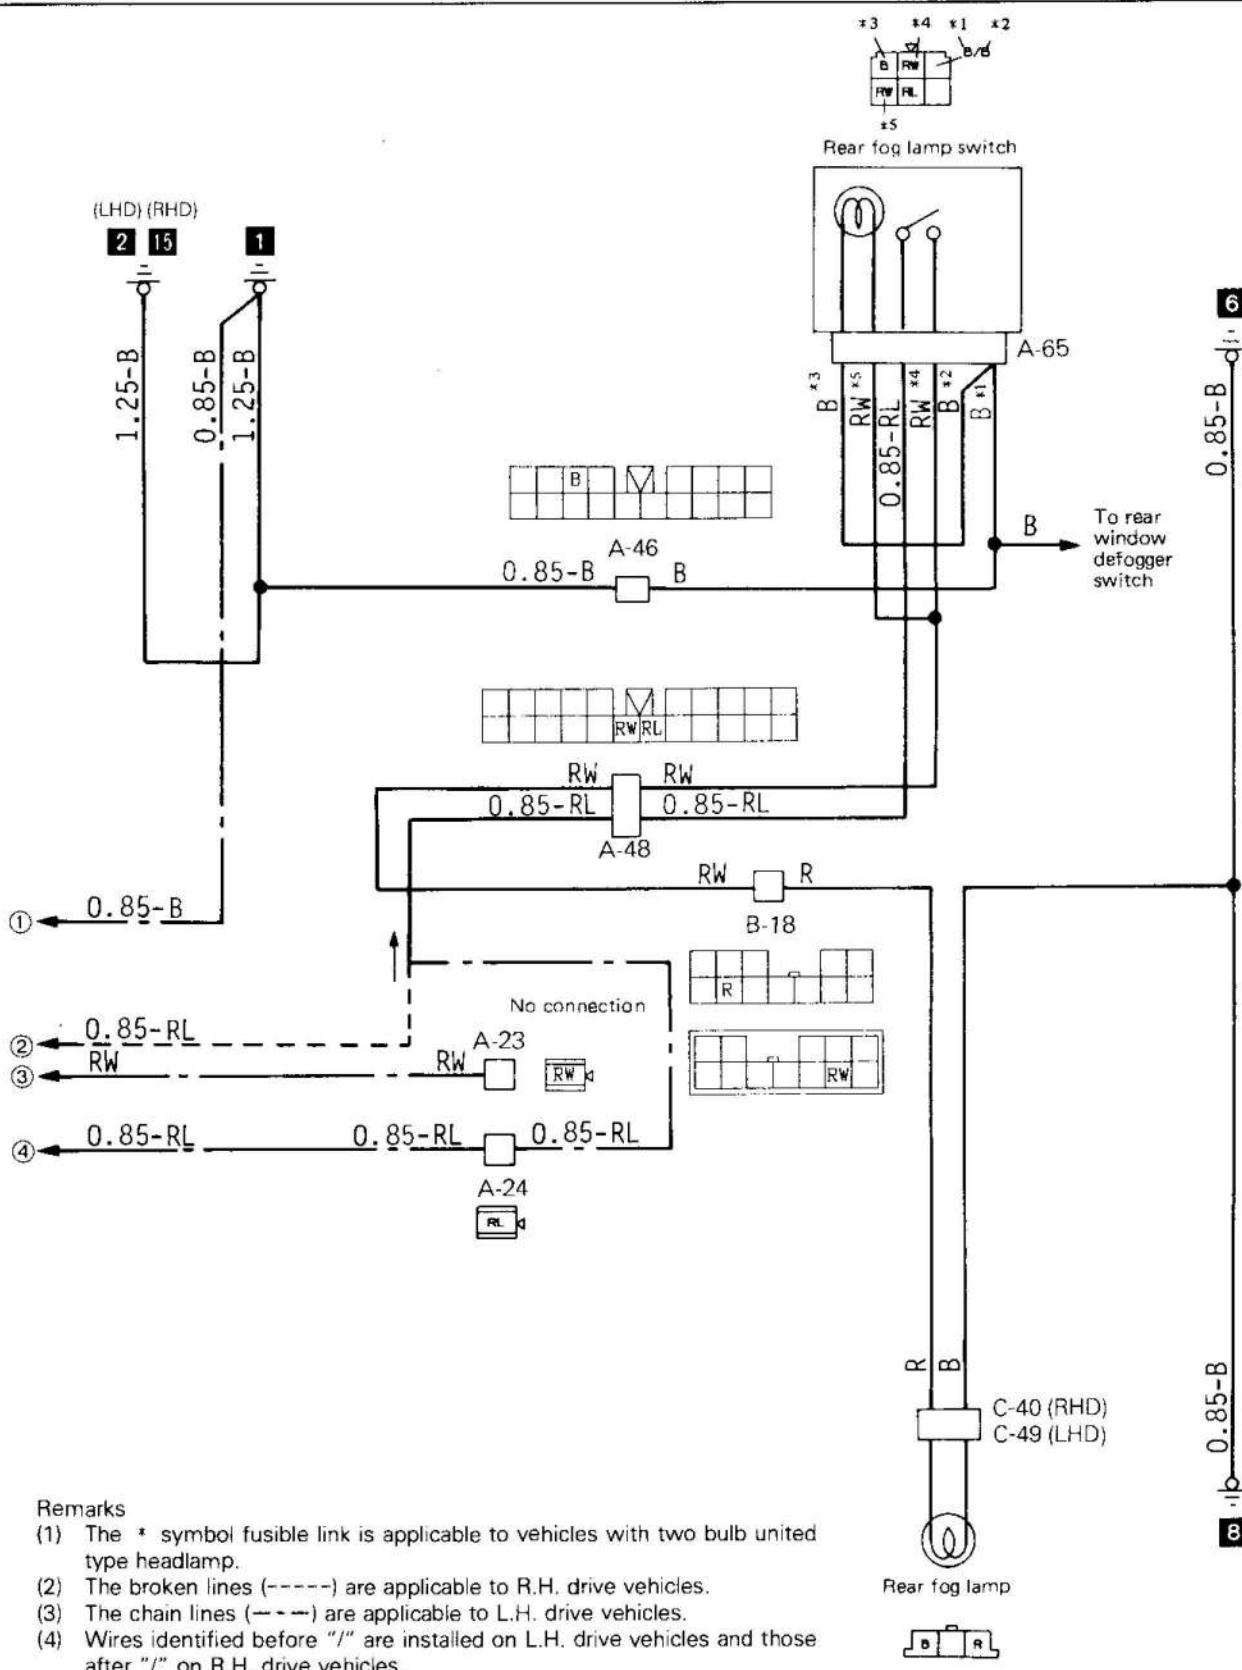 *3 *4 *1 *2
B RW B/B
RW RL
*5
Rear fog lamp switch
(LHD) (RHD)
2 15 1
6
A-65
1.25-B
0.85-B
1.25-B
B *3
RW *5
0.85-RL
RW *4
B *2
B *1
0.85-B
B
A-46
B
To rear
window
defogger
switch
0.85-B B
RW RL
RW RW
0.85-RL 0.85-RL
A-48
RW R
B-18
① 0.85-B
R
No connection
② 0.85-RL
A-23
③ RW RW RW
RW
④ 0.85-RL 0.85-RL 0.85-RL
A-24
RL
R B
0.85-B
C-40 (RHD)
C-49 (LHD)
8
Rear fog lamp
B R
Remarks
(1) The * symbol fusible link is applicable to vehicles with two bulb united
type headlamp.
(2) The broken lines (-----) are applicable to R.H. drive vehicles.
(3) The chain lines (—-—) are applicable to L.H. drive vehicles.
(4) Wires identified before "/" are installed on L.H. drive vehicles and those
after "/" on R.H. drive vehicles.